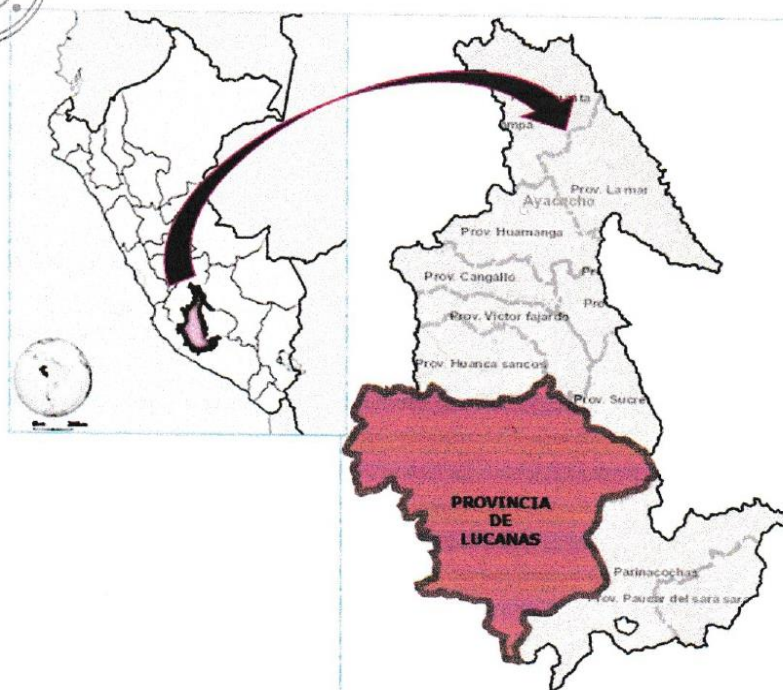 Prov. La mar
Ayacucho
Prov. Huamanga
Prov. Cangallo
Prov. Victor fajardo
Prov. Huanca sancos
Prov. Sucre
PROVINCIA
DE
LUCANAS
Parinacochas
Prov. Paucar del sara sara